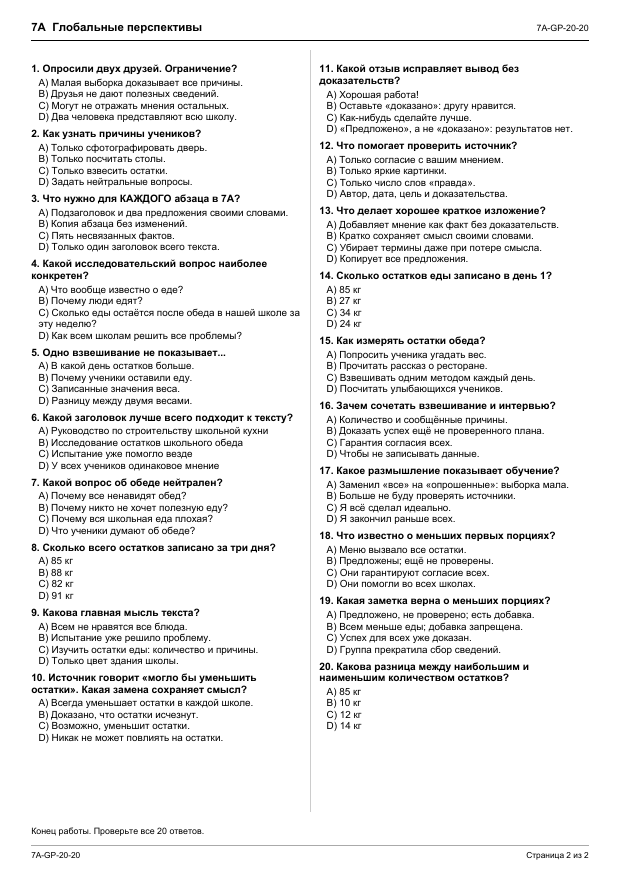 7А Глобальные перспективы
7A-GP-20-20
1. Опросили двух друзей. Ограничение?
A) Малая выборка доказывает все причины.
B) Друзья не дают полезных сведений.
C) Могут не отражать мнения остальных.
D) Два человека представляют всю школу.
2. Как узнать причины учеников?
A) Только сфотографировать дверь.
B) Только посчитать столы.
C) Только взвесить остатки.
D) Задать нейтральные вопросы.
3. Что нужно для КАЖДОГО абзаца в 7А?
A) Подзаголовок и два предложения своими словами.
B) Копия абзаца без изменений.
C) Пять несвязанных фактов.
D) Только один заголовок всего текста.
4. Какой исследовательский вопрос наиболее
конкретен?
A) Что вообще известно о еде?
B) Почему люди едят?
C) Сколько еды остаётся после обеда в нашей школе за
эту неделю?
D) Как всем школам решить все проблемы?
5. Одно взвешивание не показывает...
A) В какой день остатков больше.
B) Почему ученики оставили еду.
C) Записанные значения веса.
D) Разницу между двумя весами.
6. Какой заголовок лучше всего подходит к тексту?
A) Руководство по строительству школьной кухни
B) Исследование остатков школьного обеда
C) Испытание уже помогло везде
D) У всех учеников одинаковое мнение
7. Какой вопрос об обеде нейтрален?
A) Почему все ненавидят обед?
B) Почему никто не хочет полезную еду?
C) Почему вся школьная еда плохая?
D) Что ученики думают об обеде?
8. Сколько всего остатков записано за три дня?
A) 85 кг
B) 88 кг
C) 82 кг
D) 91 кг
9. Какова главная мысль текста?
A) Всем не нравятся все блюда.
B) Испытание уже решило проблему.
C) Изучить остатки еды: количество и причины.
D) Только цвет здания школы.
10. Источник говорит «могло бы уменьшить
остатки». Какая замена сохраняет смысл?
A) Всегда уменьшает остатки в каждой школе.
B) Доказано, что остатки исчезнут.
C) Возможно, уменьшит остатки.
D) Никак не может повлиять на остатки.
11. Какой отзыв исправляет вывод без
доказательств?
A) Хорошая работа!
B) Оставьте «доказано»: другу нравится.
C) Как-нибудь сделайте лучше.
D) «Предложено», а не «доказано»: результатов нет.
12. Что помогает проверить источник?
A) Только согласие с вашим мнением.
B) Только яркие картинки.
C) Только число слов «правда».
D) Автор, дата, цель и доказательства.
13. Что делает хорошее краткое изложение?
A) Добавляет мнение как факт без доказательств.
B) Кратко сохраняет смысл своими словами.
C) Убирает термины даже при потере смысла.
D) Копирует все предложения.
14. Сколько остатков еды записано в день 1?
A) 85 кг
B) 27 кг
C) 34 кг
D) 24 кг
15. Как измерять остатки обеда?
A) Попросить ученика угадать вес.
B) Прочитать рассказ о ресторане.
C) Взвешивать одним методом каждый день.
D) Посчитать улыбающихся учеников.
16. Зачем сочетать взвешивание и интервью?
A) Количество и сообщённые причины.
B) Доказать успех ещё не проверенного плана.
C) Гарантия согласия всех.
D) Чтобы не записывать данные.
17. Какое размышление показывает обучение?
A) Заменил «все» на «опрошенные»: выборка мала.
B) Больше не буду проверять источники.
C) Я всё сделал идеально.
D) Я закончил раньше всех.
18. Что известно о меньших первых порциях?
A) Меню вызвало все остатки.
B) Предложены; ещё не проверены.
C) Они гарантируют согласие всех.
D) Они помогли во всех школах.
19. Какая заметка верна о меньших порциях?
A) Предложено, не проверено; есть добавка.
B) Всем меньше еды; добавка запрещена.
C) Успех для всех уже доказан.
D) Группа прекратила сбор сведений.
20. Какова разница между наибольшим и
наименьшим количеством остатков?
A) 85 кг
B) 10 кг
C) 12 кг
D) 14 кг
Конец работы. Проверьте все 20 ответов.
7A-GP-20-20
Страница 2 из 2